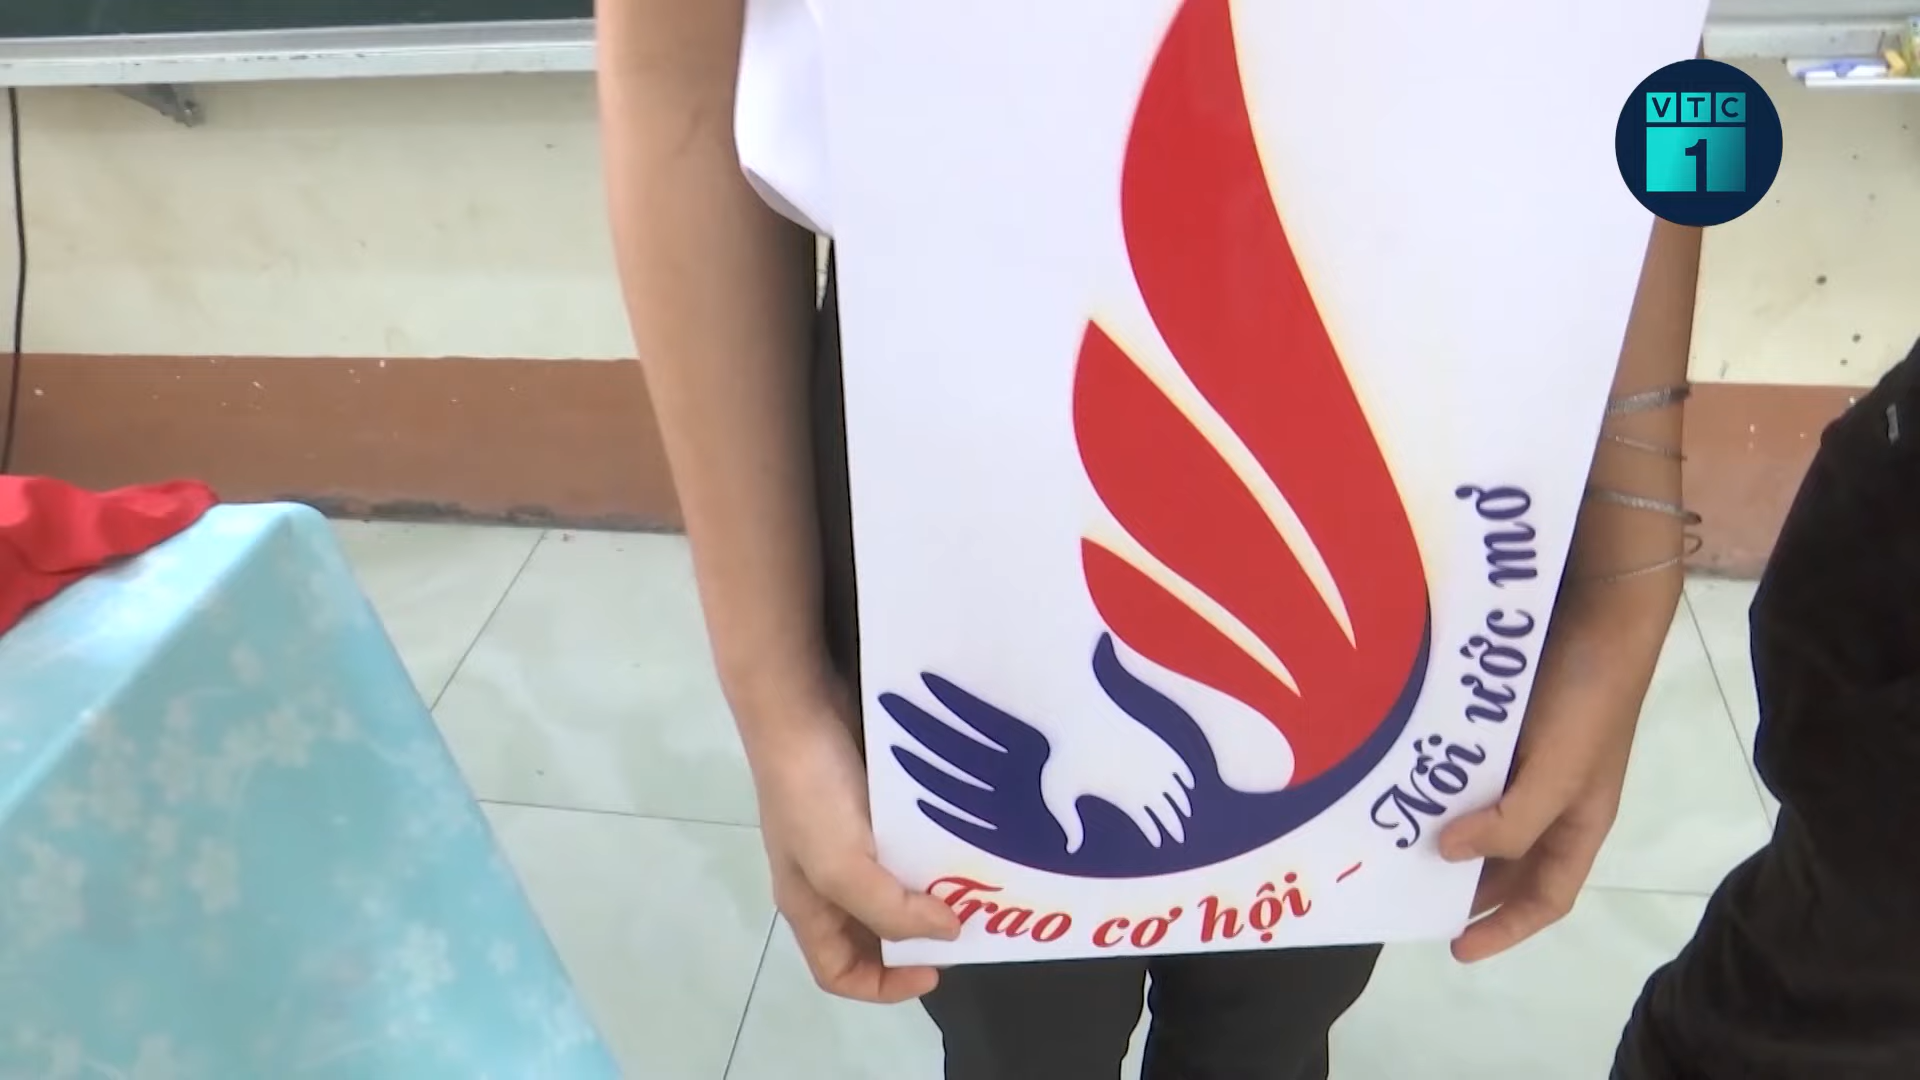 VTC
1
Trao cơ hội - Nối ước mơ